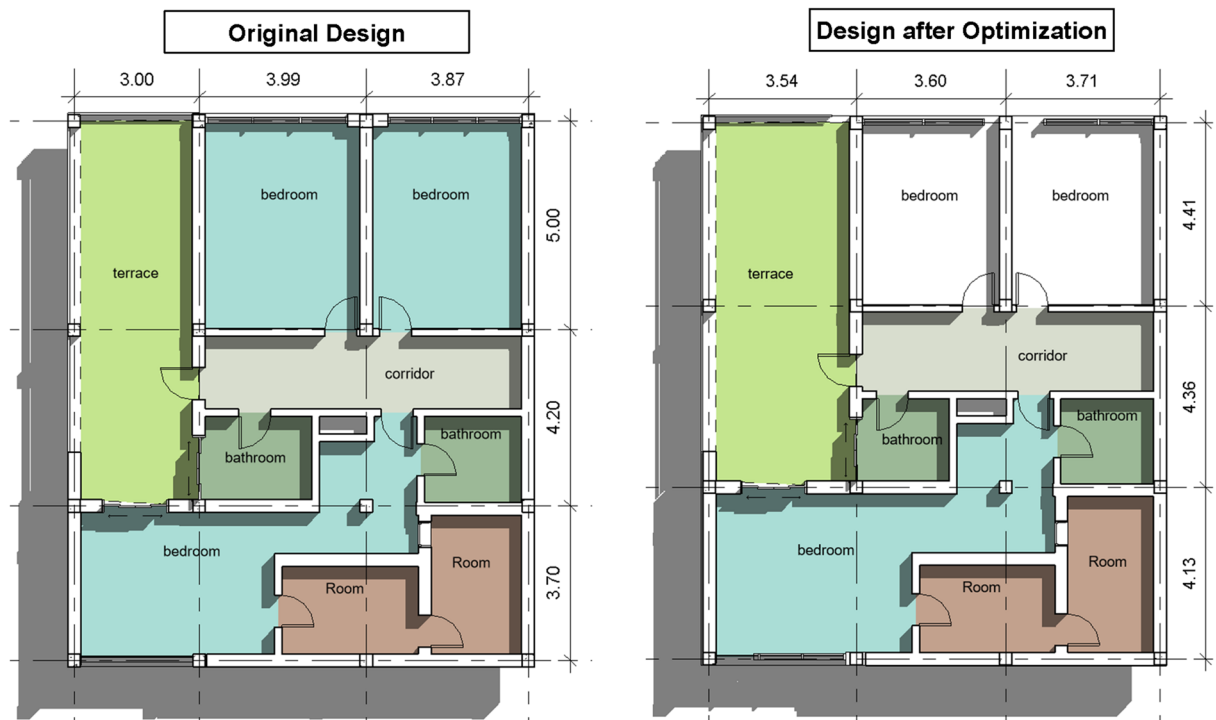 Original Design
3.00 3.99 3.87
terrace
bedroom
bedroom
corridor
bathroom
bathroom
bedroom
Room
Room
5.00
4.20
3.70
Design after Optimization
3.54 3.60 3.71
terrace
bedroom
bedroom
corridor
bathroom
bathroom
bedroom
Room
Room
4.41
4.36
4.13